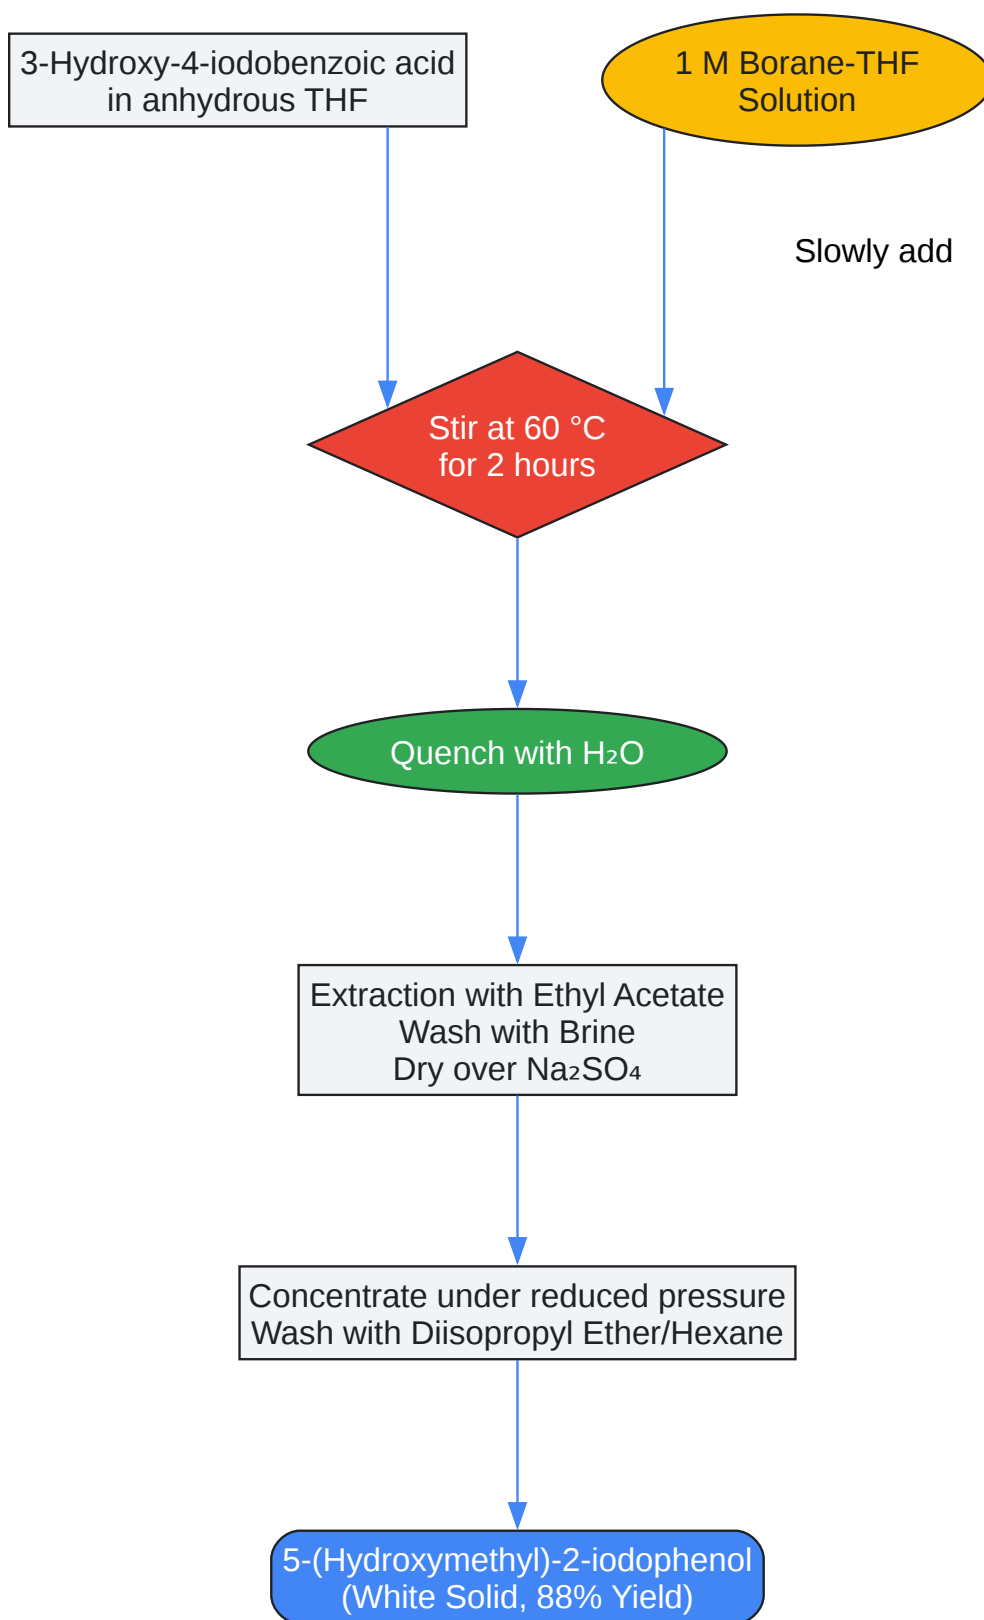 3-Hydroxy-4-iodobenzoic acid
in anhydrous THF
1 M Borane-THF
Solution
Slowly add
Stir at 60 °C
for 2 hours
Quench with H₂O
Extraction with Ethyl Acetate
Wash with Brine
Dry over Na₂SO₄
Concentrate under reduced pressure
Wash with Diisopropyl Ether/Hexane
5-(Hydroxymethyl)-2-iodophenol
(White Solid, 88% Yield)